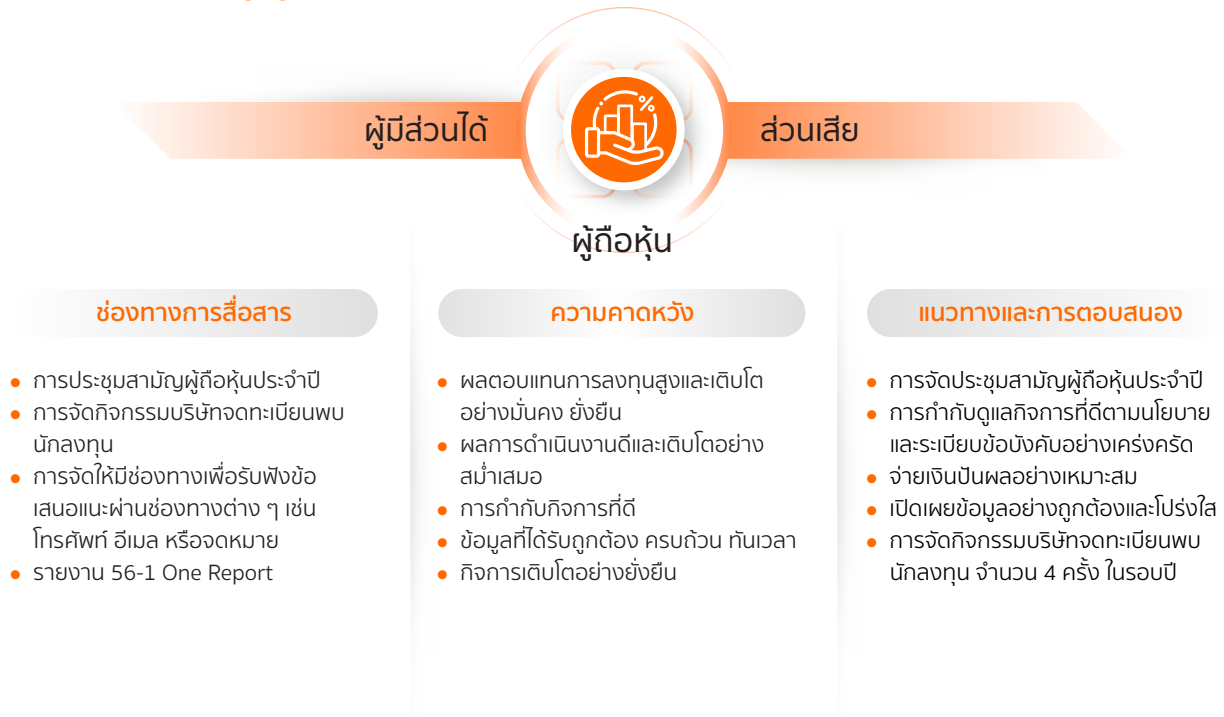 ผู้มีส่วนได้
ส่วนเสีย
%
ผู้ถือหุ้น
ช่องทางการสื่อสาร
• การประชุมสามัญผู้ถือหุ้นประจำปี
• การจัดกิจกรรมบริษัทจดทะเบียนพบ
นักลงทุน
• การจัดให้มีช่องทางเพื่อรับฟังข้อ
เสนอแนะผ่านช่องทางต่าง ๆ เช่น
โทรศัพท์ อีเมล หรือจดหมาย
• รายงาน 56-1 One Report
ความคาดหวัง
• ผลตอบแทนการลงทุนสูงและเติบโต
อย่างมั่นคง ยั่งยืน
• ผลการดำเนินงานดีและเติบโตอย่าง
สม่ำเสมอ
• การกำกับกิจการที่ดี
• ข้อมูลที่ได้รับถูกต้อง ครบถ้วน ทันเวลา
• กิจการเติบโตอย่างยั่งยืน
แนวทางและการตอบสนอง
• การจัดประชุมสามัญผู้ถือหุ้นประจำปี
• การกำกับดูแลกิจการที่ดีตามนโยบาย
และระเบียบข้อบังคับอย่างเคร่งครัด
• จ่ายเงินปันผลอย่างเหมาะสม
• เปิดเผยข้อมูลอย่างถูกต้องและโปร่งใส
• การจัดกิจกรรมบริษัทจดทะเบียนพบ
นักลงทุน จำนวน 4 ครั้ง ในรอบปี